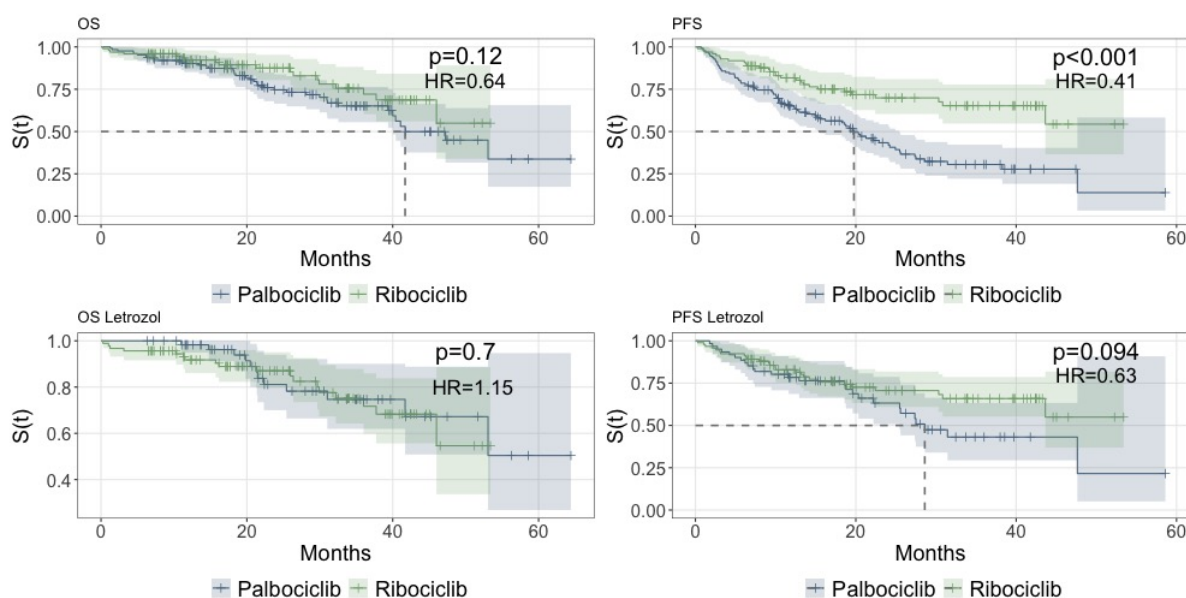 OS
1.00
0.75
0.50
0.25
0.00
S(t)
p=0.12
HR=0.64
0 20 40 60
Months
Palbociclib Ribociclib
PFS
1.00
0.75
0.50
0.25
0.00
S(t)
p<0.001
HR=0.41
0 20 40 60
Months
Palbociclib Ribociclib
OS Letrozol
1.0
0.8
0.6
0.4
S(t)
p=0.7
HR=1.15
0 20 40 60
Months
Palbociclib Ribociclib
PFS Letrozol
1.00
0.75
0.50
0.25
0.00
S(t)
p=0.094
HR=0.63
0 20 40 60
Months
Palbociclib Ribociclib